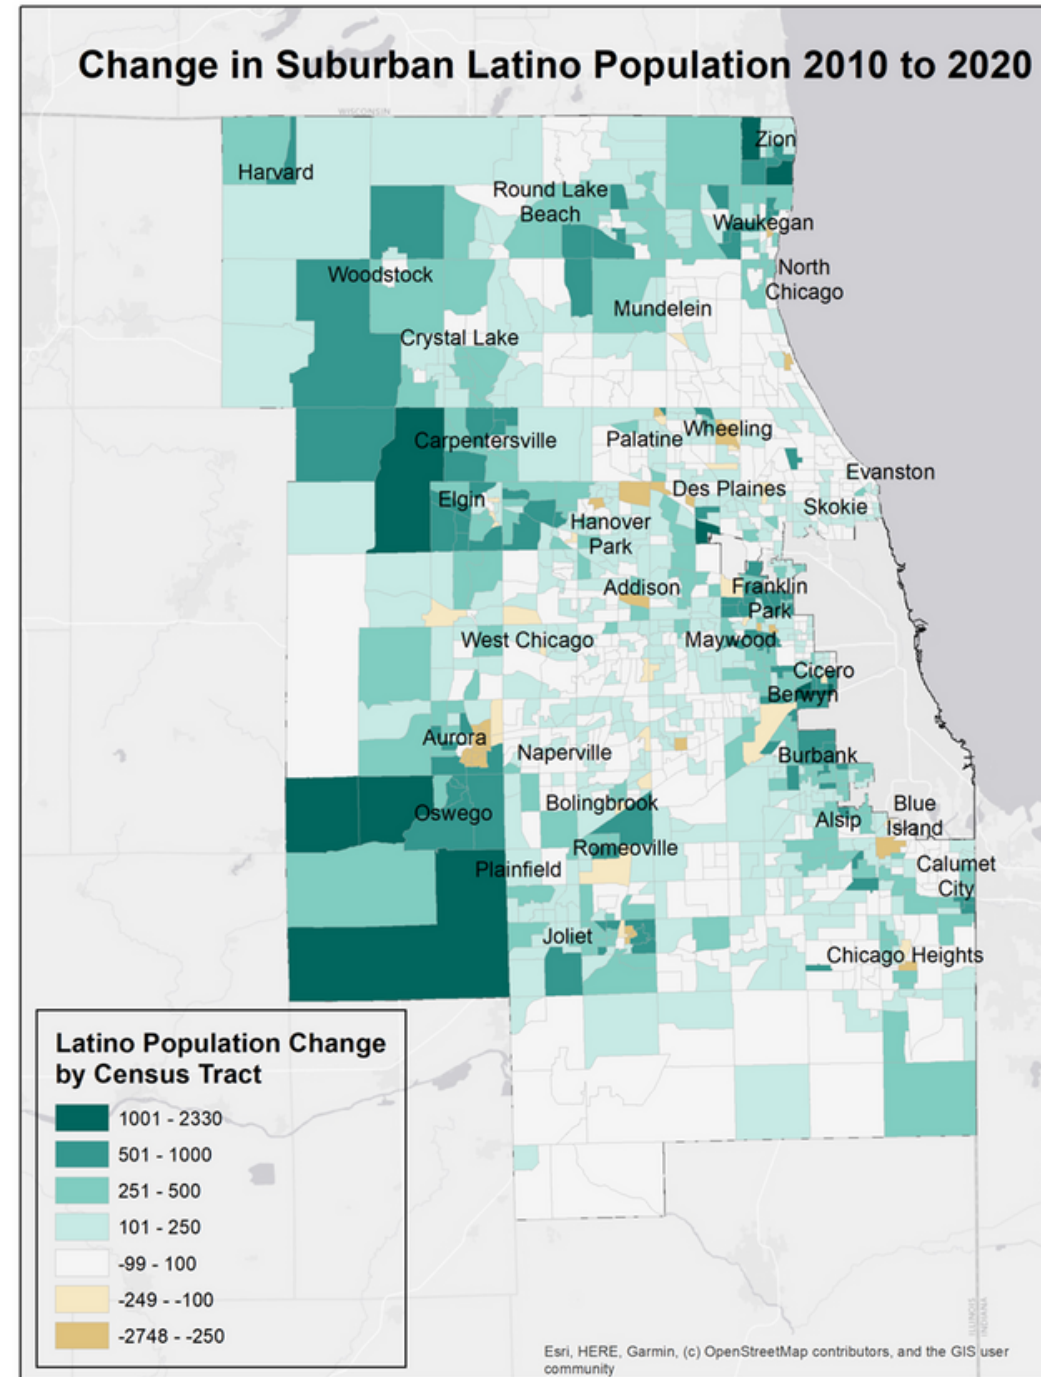 Change in Suburban Latino Population 2010 to 2020
WISCONSIN
Zion
Harvard
Round Lake
Beach
Waukegan
North
Chicago
Woodstock
Mundelein
Crystal Lake
Carpentersville
Palatine
Wheeling
Evanston
Elgin
Des Plaines
Skokie
Hanover
Park
Addison
Franklin
Park
West Chicago
Maywood
Cicero
Berwyn
Aurora
Naperville
Burbank
Oswego
Bolingbrook
Alsip
Blue
Island
Romeoville
Plainfield
Calumet
City
Joliet
Chicago Heights
Latino Population Change
by Census Tract
1001 - 2330
501 - 1000
251 - 500
101 - 250
-99 - 100
-249 - -100
-2748 - -250
ILLINOIS
INDIANA
Esri, HERE, Garmin, (c) OpenStreetMap contributors, and the GIS user
community